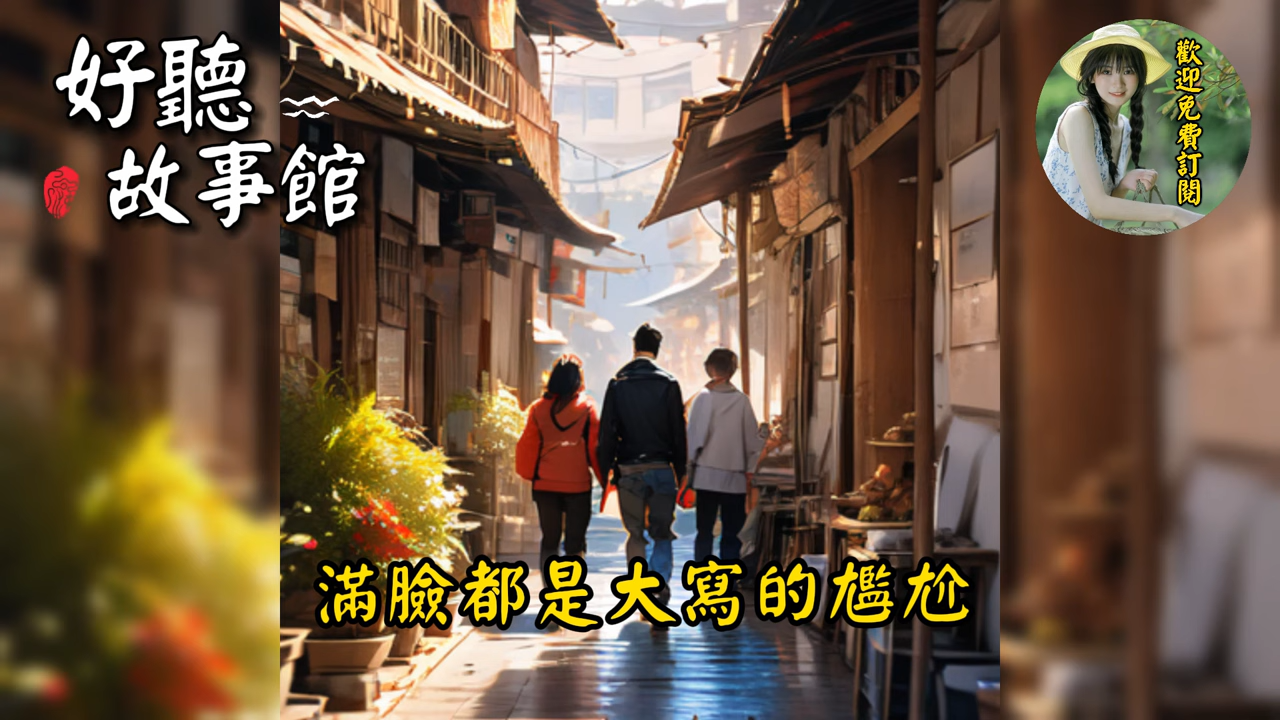 好聽
故事館
歡迎免費訂閱
滿臉都是大寫的尷尬